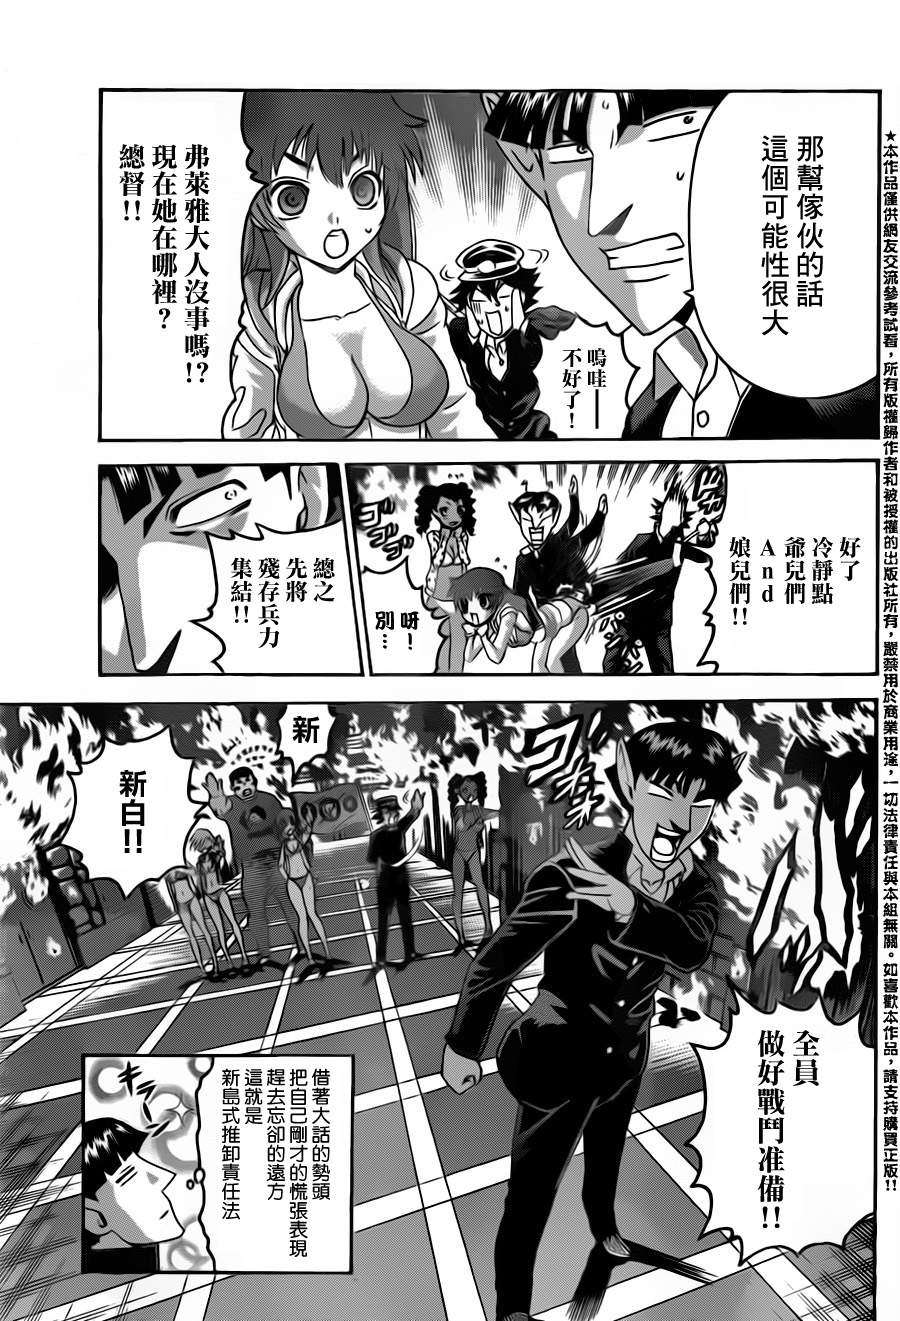 那幫傢伙的話
這個可能性很大
嗚哇——
不好了！
弗萊雅大人沒事嗎!?
現在她在哪裡？
總督!!
好了
冷靜點
爺兒們
And
娘兒們!!
ゴゴゴゴ
呀！
別…
パンパン
總之
先將
殘存兵力
集結!!
全員
做好戰鬥准備!!
新
新白!!
借著大話的勢頭
把自己剛才的慌張表現
趕去忘卻的遠方
這就是
新島式推卸責任法
★本作品僅供網友交流參考試看，所有版權歸作者和被授權的出版社所有，嚴禁用於商業用途，一切法律責任與本組無關。如喜歡本作品，請支持購買正版!!